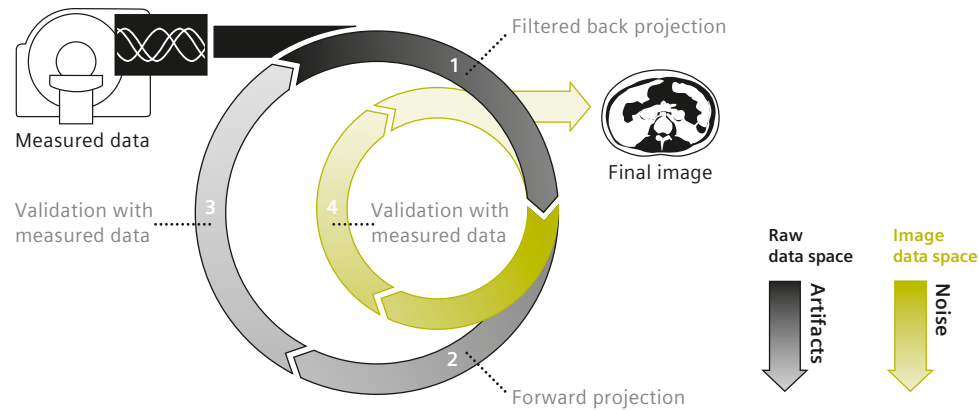 Filtered back projection
1
Measured data
Final image
3
Validation with
measured data
4
Validation with
measured data
Raw
data space
Artifacts
Image
data space
Noise
2
Forward projection